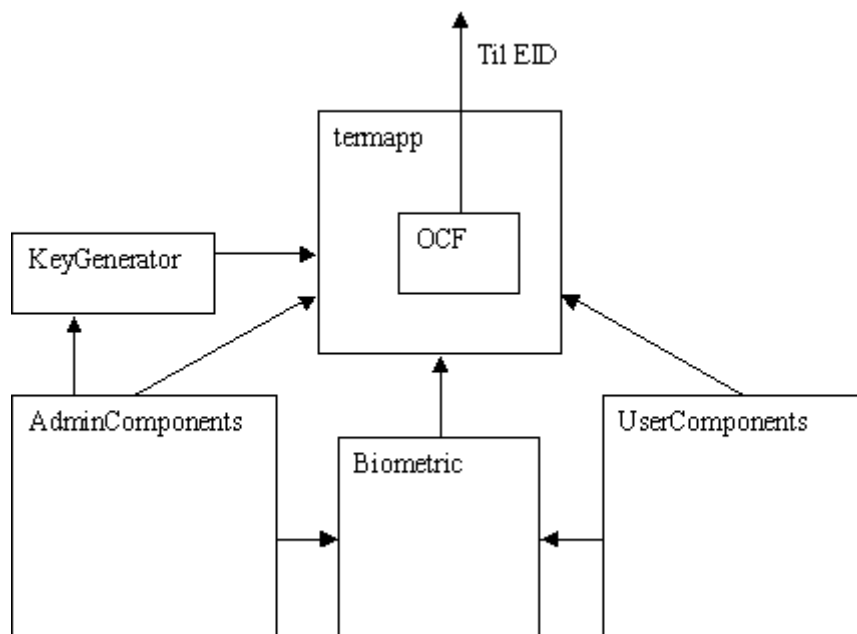 Til EID
termapp
OCF
KeyGenerator
AdminComponents
UserComponents
Biometric